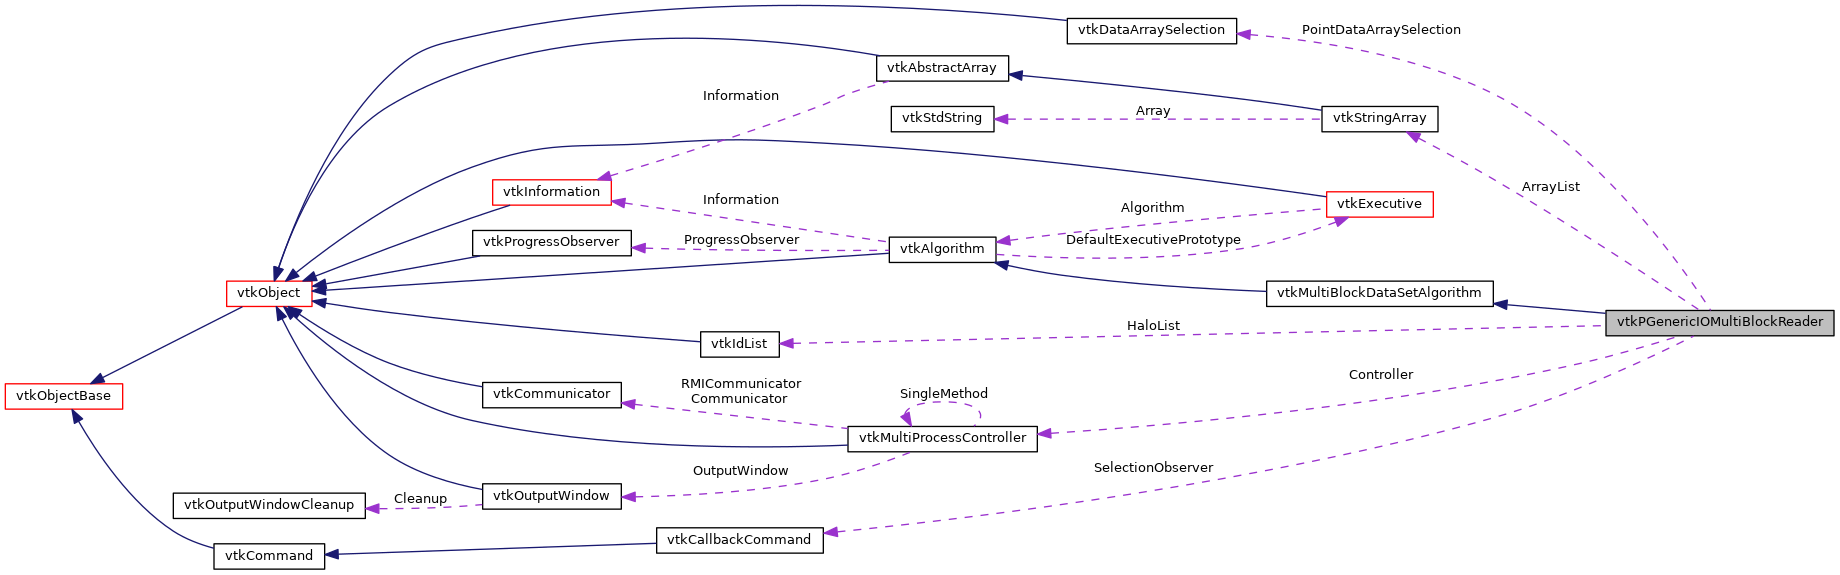 vtkDataArraySelection
PointDataArraySelection
vtkAbstractArray
Information
Array
vtkStdString
vtkStringArray
vtkInformation
ArrayList
Information
Algorithm
vtkExecutive
vtkProgressObserver
ProgressObserver
vtkAlgorithm
DefaultExecutivePrototype
vtkObject
vtkMultiBlockDataSetAlgorithm
vtkPGenericIOMultiBlockReader
HaloList
vtkIdList
Controller
RMICommunicator
Communicator
vtkObjectBase
vtkCommunicator
SingleMethod
vtkMultiProcessController
OutputWindow
SelectionObserver
vtkOutputWindowCleanup
Cleanup
vtkOutputWindow
vtkCallbackCommand
vtkCommand